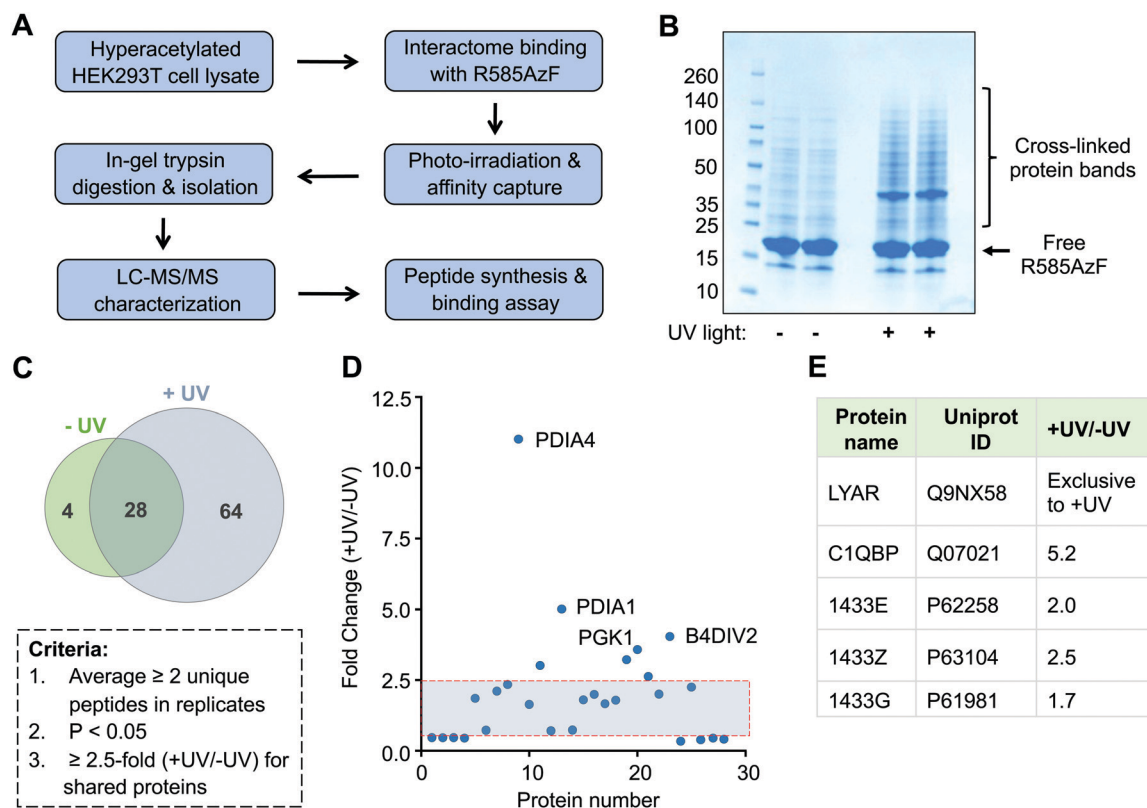 A
Hyperacetylated
HEK293T cell lysate
Interactome binding
with R585AzF
In-gel trypsin
digestion & isolation
Photo-irradiation &
affinity capture
LC-MS/MS
characterization
Peptide synthesis &
binding assay
B
260
140
100
50
35
25
15
10
Cross-linked
protein bands
Free
R585AzF
UV light: - - + +
C
- UV
+ UV
4 28 64
Criteria:
1. Average ≥ 2 unique
peptides in replicates
2. P < 0.05
3. ≥ 2.5-fold (+UV/-UV) for
shared proteins
D
Fold Change (+UV/-UV)
12.5
10.0
7.5
5.0
2.5
0.0
PDIA4
PDIA1
PGK1
B4DIV2
0 10 20 30
Protein number
E
Protein name Uniprot ID +UV/-UV
LYAR Q9NX58 Exclusive to +UV
C1QBP Q07021 5.2
1433E P62258 2.0
1433Z P63104 2.5
1433G P61981 1.7